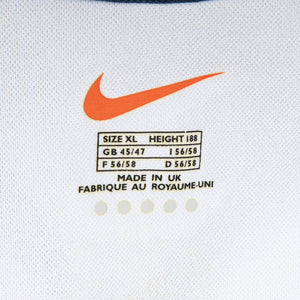 SIZE XL HEIGHT 188
GB 45/47 I 56/58
F 56/58 D 56/58
MADE IN UK
FABRIQUE AU ROYAUME-UNI